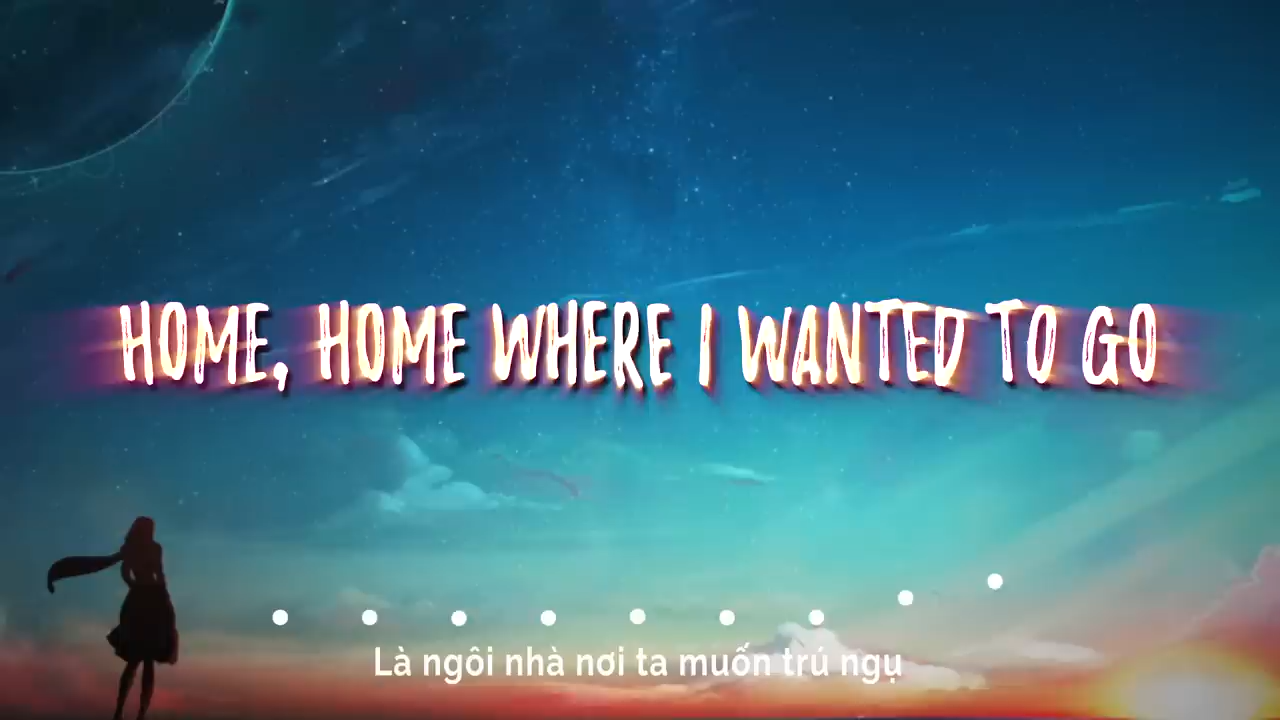 HOME, HOME WHERE I WANTED TO GO
Là ngôi nhà nơi ta muốn trú ngụ